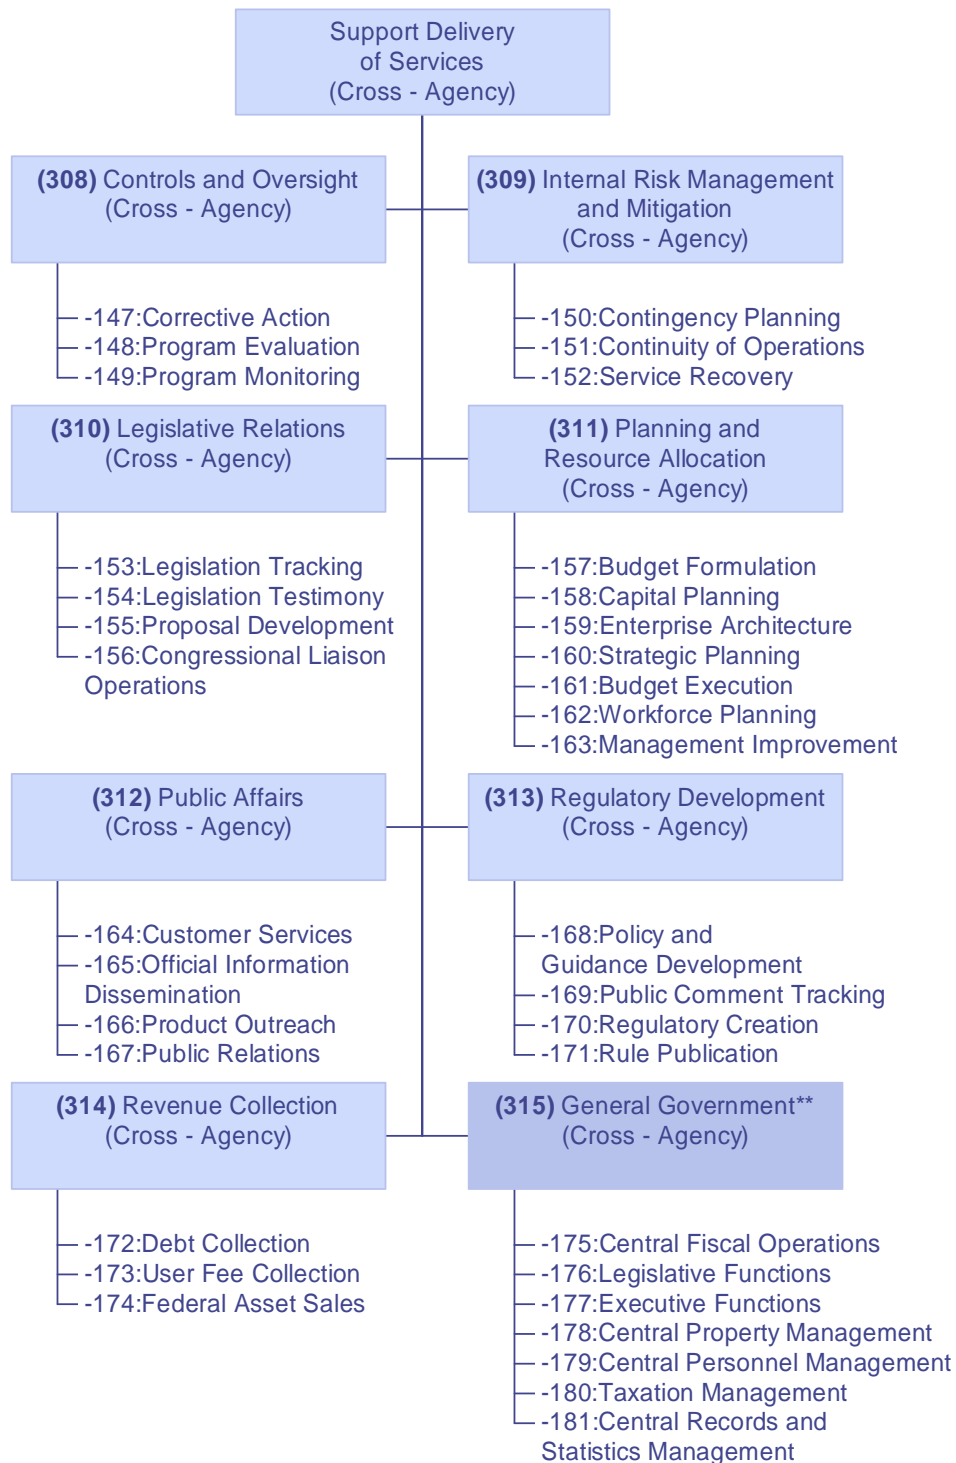 Support Delivery
of Services
(Cross - Agency)
(308) Controls and Oversight
(Cross - Agency)
-147:Corrective Action
-148:Program Evaluation
-149:Program Monitoring
(309) Internal Risk Management
and Mitigation
(Cross - Agency)
-150:Contingency Planning
-151:Continuity of Operations
-152:Service Recovery
(310) Legislative Relations
(Cross - Agency)
-153:Legislation Tracking
-154:Legislation Testimony
-155:Proposal Development
-156:Congressional Liaison
Operations
(311) Planning and
Resource Allocation
(Cross - Agency)
-157:Budget Formulation
-158:Capital Planning
-159:Enterprise Architecture
-160:Strategic Planning
-161:Budget Execution
-162:Workforce Planning
-163:Management Improvement
(312) Public Affairs
(Cross - Agency)
-164:Customer Services
-165:Official Information
Dissemination
-166:Product Outreach
-167:Public Relations
(313) Regulatory Development
(Cross - Agency)
-168:Policy and
Guidance Development
-169:Public Comment Tracking
-170:Regulatory Creation
-171:Rule Publication
(314) Revenue Collection
(Cross - Agency)
-172:Debt Collection
-173:User Fee Collection
-174:Federal Asset Sales
(315) General Government**
(Cross - Agency)
-175:Central Fiscal Operations
-176:Legislative Functions
-177:Executive Functions
-178:Central Property Management
-179:Central Personnel Management
-180:Taxation Management
-181:Central Records and
Statistics Management